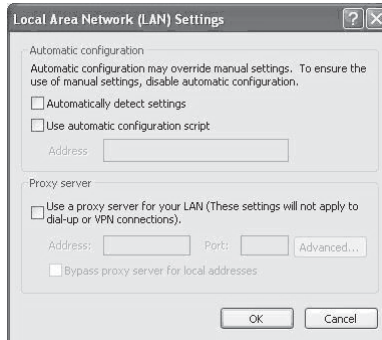 Local Area Network (LAN) Settings
Automatic configuration
Automatic configuration may override manual settings. To ensure the
use of manual settings, disable automatic configuration.
Automatically detect settings
Use automatic configuration script
Address
Proxy server
Use a proxy server for your LAN (These settings will not apply to
dial-up or VPN connections).
Address: Port: Advanced...
Bypass proxy server for local addresses
OK Cancel